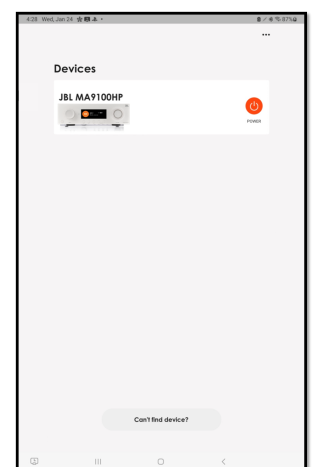 4:28 Wed, Jan 24
87%
Devices
JBL MA9100HP
POWER
Can't find device?